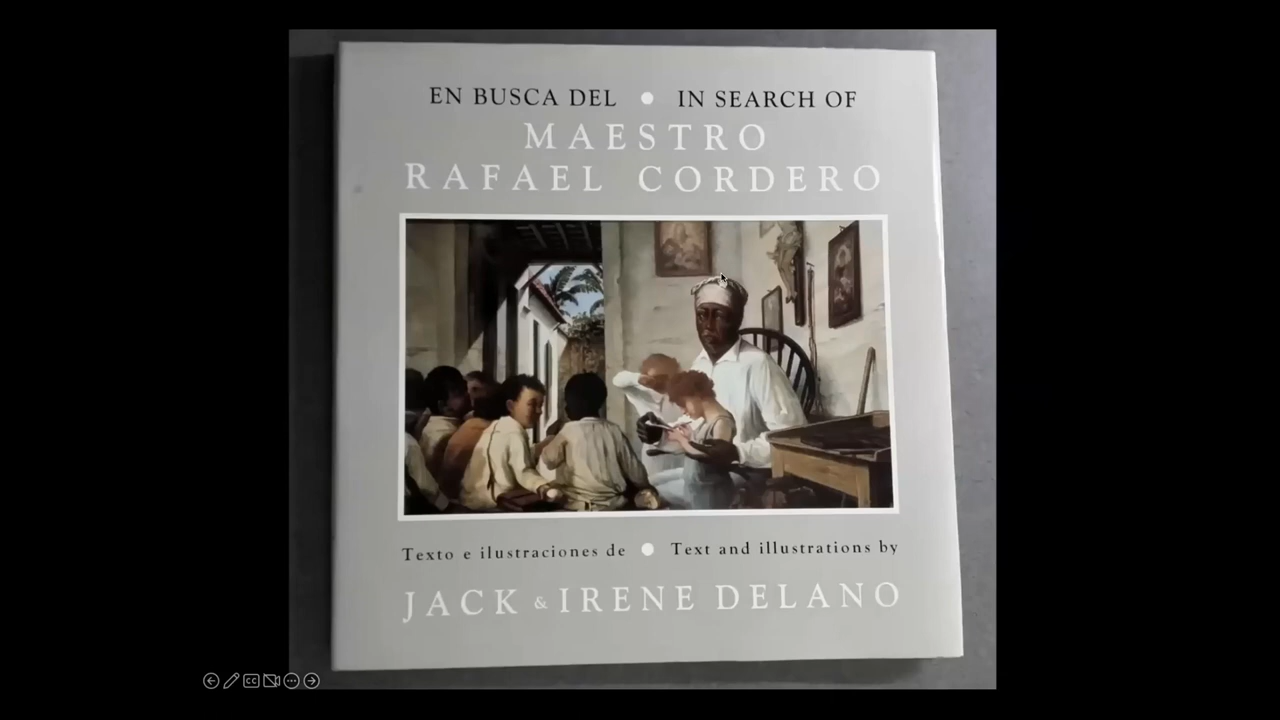 EN BUSCA DEL ● IN SEARCH OF
MAESTRO
RAFAEL CORDERO
Texto e ilustraciones de ● Text and illustrations by
JACK & IRENE DELANO
CC